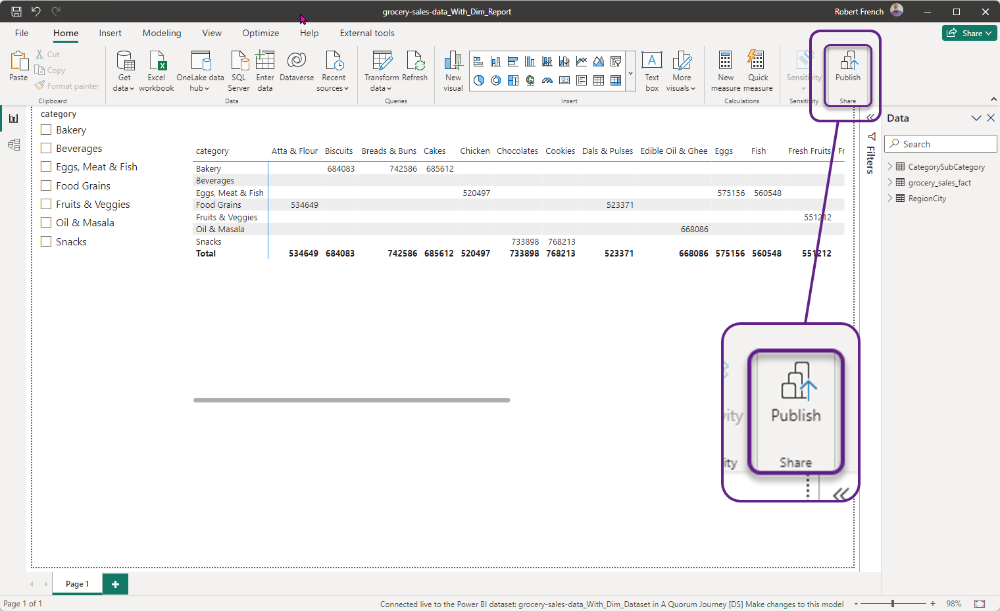 grocery-sales-data_With_Dim_Report
Robert French
File Home Insert Modeling View Optimize Help External tools
Share
Paste
Cut
Copy
Format painter
Clipboard
Get data
Excel workbook
OneLake data hub
SQL Server
Enter data
Dataverse
Recent sources
Data
Transform data
Refresh
Queries
New visual
123
A
Text box
More visuals
Insert
New measure
Quick measure
Calculations
Sensitivity
Sensitivity
Publish
Share
category
Bakery
Beverages
Eggs, Meat & Fish
Food Grains
Fruits & Veggies
Oil & Masala
Snacks
category Atta & Flour Biscuits Breads & Buns Cakes Chicken Chocolates Cookies Dals & Pulses Edible Oil & Ghee Eggs Fish Fresh Fruits Fr
Bakery 684083 742586 685612
Beverages
Eggs, Meat & Fish 520497 575156 560548
Food Grains 534649 523371
Fruits & Veggies 551212
Oil & Masala 668086
Snacks 733898 768213
Total 534649 684083 742586 685612 520497 733898 768213 523371 668086 575156 560548 551212
Filters
Data
Search
CategorySubCategory
grocery_sales_fact
RegionCity
vity
Publish
ity
Share
Page 1
Page 1 of 1
Connected live to the Power BI dataset: grocery-sales-data_With_Dim_Dataset in A Quorum Journey [DS] Make changes to this model
- + 98%